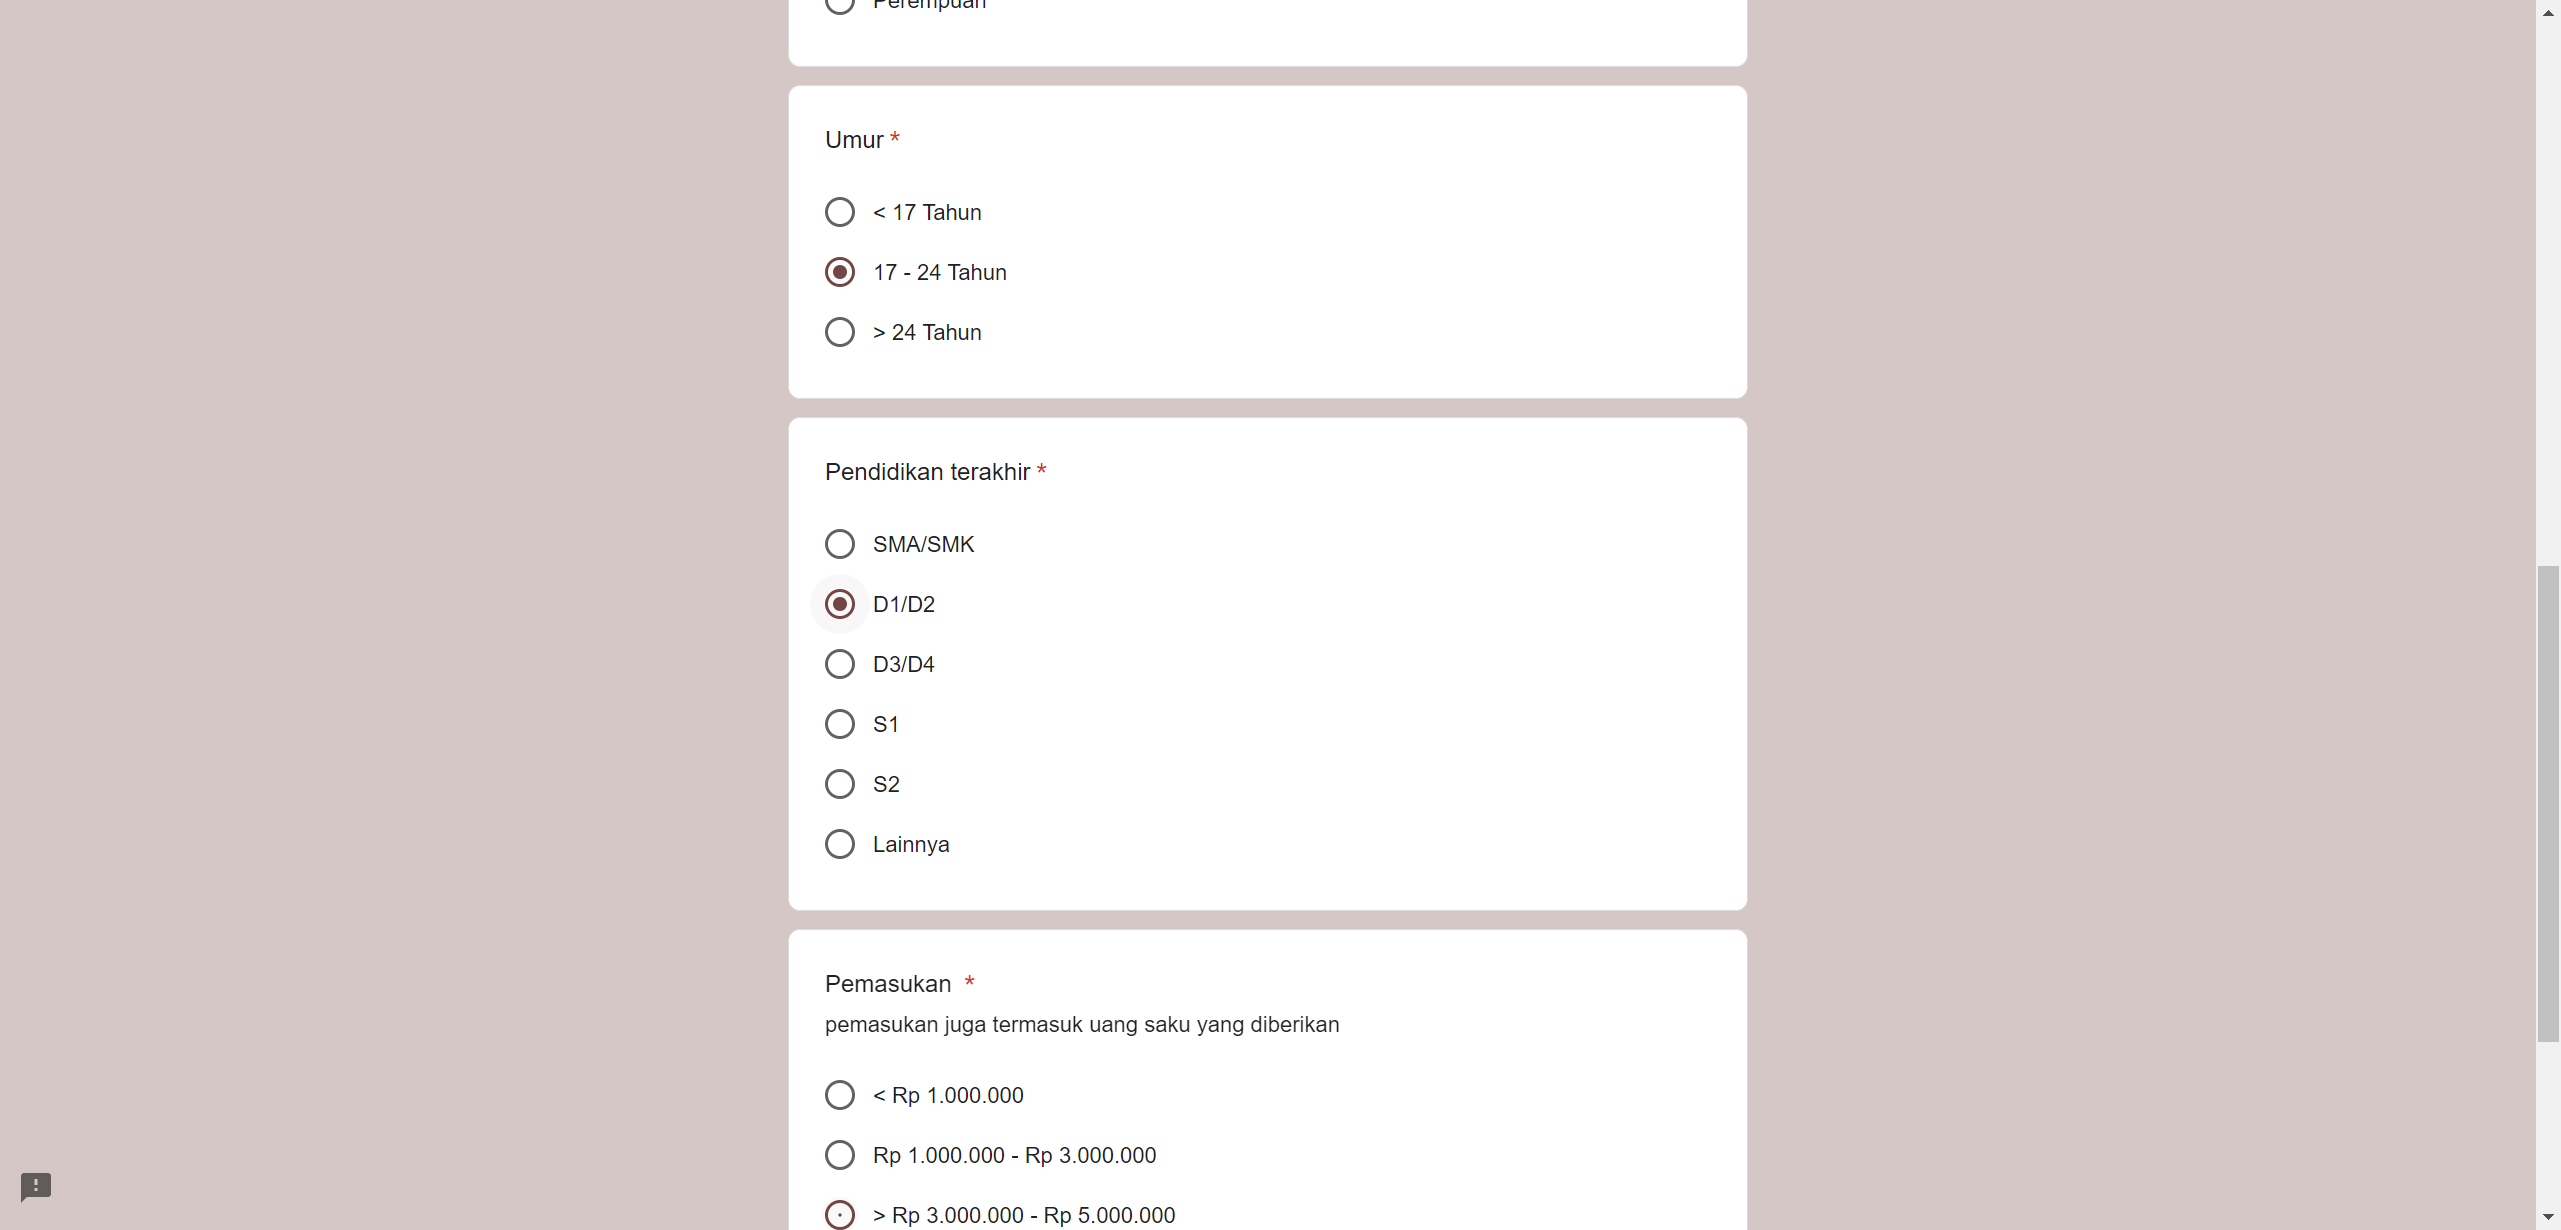 Perempuan
Umur *
< 17 Tahun
17 - 24 Tahun
> 24 Tahun
Pendidikan terakhir *
SMA/SMK
D1/D2
D3/D4
S1
S2
Lainnya
Pemasukan *
pemasukan juga termasuk uang saku yang diberikan
< Rp 1.000.000
Rp 1.000.000 - Rp 3.000.000
> Rp 3.000.000 - Rp 5.000.000